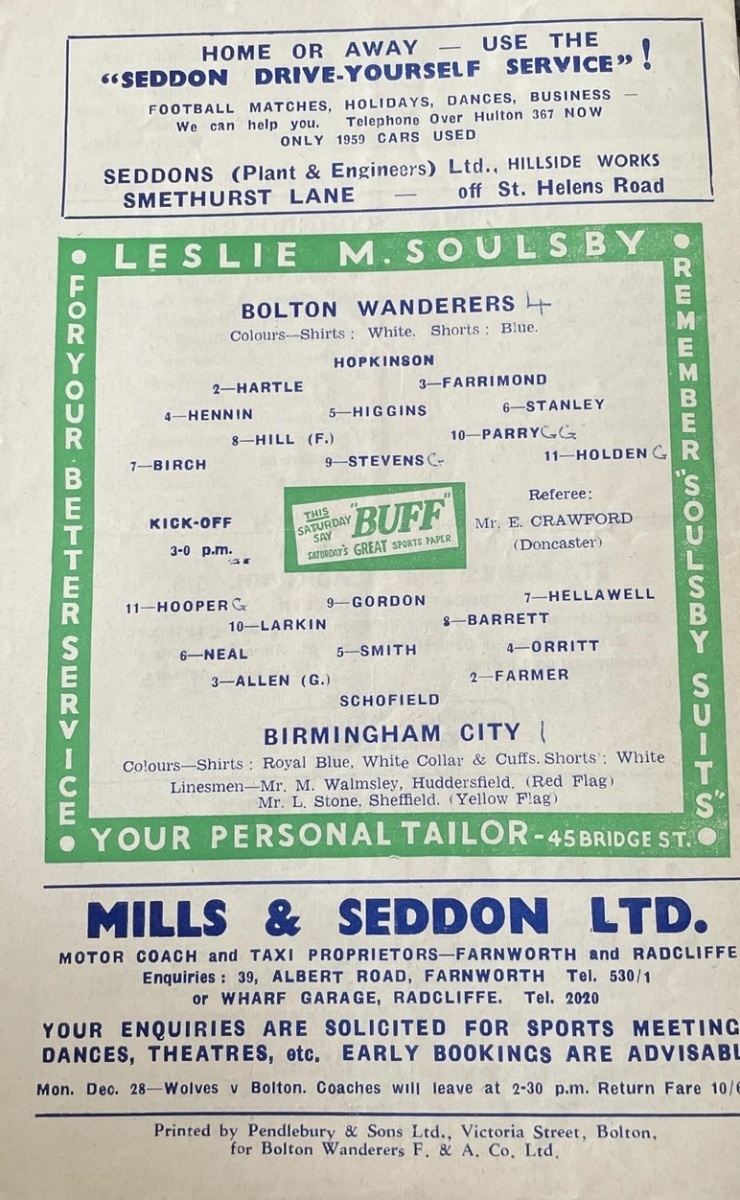 HOME OR AWAY — USE THE
"SEDDON DRIVE-YOURSELF SERVICE"!
FOOTBALL MATCHES, HOLIDAYS, DANCES, BUSINESS —
We can help you. Telephone Over Hulton 367 NOW
ONLY 1959 CARS USED
SEDDONS (Plant & Engineers) Ltd., HILLSIDE WORKS
SMETHURST LANE — off St. Helens Road
LESLIE M. SOULSBY
FOR YOUR BETTER SERVICE
REMEMBER "SOULSBY SUITS"
BOLTON WANDERERS 4
Colours—Shirts: White. Shorts: Blue.
HOPKINSON
2—HARTLE 3—FARRIMOND
4—HENNIN 5—HIGGINS 6—STANLEY
8—HILL (F.) 10—PARRY G G
7—BIRCH 9—STEVENS G 11—HOLDEN G
KICK-OFF
3-0 p.m.
THIS
SATURDAY
SAY
"BUFF"
SATURDAY'S GREAT SPORTS PAPER
Referee:
Mr. E. CRAWFORD
(Doncaster)
11—HOOPER G 9—GORDON 7—HELLAWELL
10—LARKIN 8—BARRETT
6—NEAL 5—SMITH 4—ORRITT
3—ALLEN (G.) 2—FARMER
SCHOFIELD
BIRMINGHAM CITY 1
Colours—Shirts: Royal Blue, White Collar & Cuffs. Shorts: White
Linesmen—Mr. M. Walmsley, Huddersfield. (Red Flag)
Mr. L. Stone, Sheffield. (Yellow Flag)
YOUR PERSONAL TAILOR - 45 BRIDGE ST.
MILLS & SEDDON LTD.
MOTOR COACH and TAXI PROPRIETORS—FARNWORTH and RADCLIFFE
Enquiries: 39, ALBERT ROAD, FARNWORTH Tel. 530/1
or WHARF GARAGE, RADCLIFFE. Tel. 2020
YOUR ENQUIRIES ARE SOLICITED FOR SPORTS MEETING
DANCES, THEATRES, etc. EARLY BOOKINGS ARE ADVISABL
Mon. Dec. 28—Wolves v Bolton. Coaches will leave at 2-30 p.m. Return Fare 10/6
Printed by Pendlebury & Sons Ltd., Victoria Street, Bolton,
for Bolton Wanderers F. & A. Co. Ltd.